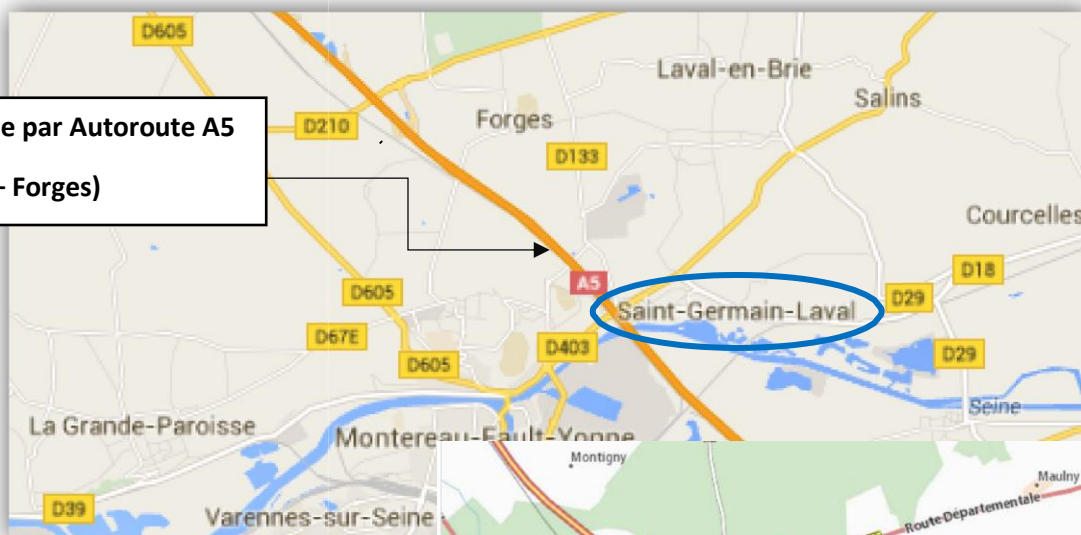 D605
Laval-en-Brie
Salins
e par Autoroute A5
- Forges)
D210
Forges
D133
Courcelles
D18
A5
D605
Saint-Germain-Laval
D29
D67E
D403
D605
D29
Seine
La Grande-Paroisse
Montereau-Fault-Yonne
Montigny
Maulny
D39
Varennes-sur-Seine
Route Départementale